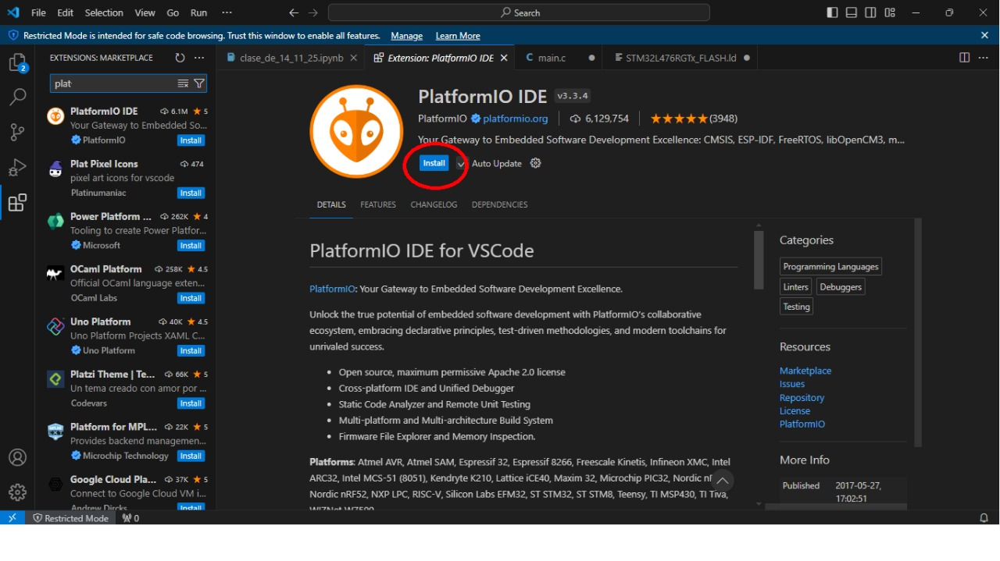 File Edit Selection View Go Run ··· Search
Restricted Mode is intended for safe code browsing. Trust this window to enable all features. Manage Learn More
EXTENSIONS: MARKETPLACE
plat
PlatformIO IDE 6.1M ★ 5
Your Gateway to Embedded So...
PlatformIO Install
Plat Pixel Icons 474
pixel art icons for vscode
Platinumaniac Install
Power Platform ... 262K ★ 4
Tooling to create Power Platfor...
Microsoft Install
OCaml Platform 258K ★ 4.5
Official OCaml language exten...
OCaml Labs Install
Uno Platform 40K ★ 4.5
Uno Platform Projects XAML C...
Uno Platform Install
Platzi Theme | Te... 66K ★ 5
Un tema creado con amor por ...
Codevars Install
Platform for MPL... 22K ★ 5
Provides backend managemen...
Microchip Technology Install
Google Cloud Pla... 37K ★ 5
Connect to Google Cloud VM i...
Andrew Dircks Install
clase_de_14_11_25.ipynb Extension: PlatformIO IDE C main.c STM32L476RGTx_FLASH.ld
PlatformIO IDE v3.3.4
PlatformIO platformio.org 6,129,754 ★★★★★(3948)
Your Gateway to Embedded Software Development Excellence: CMSIS, ESP-IDF, FreeRTOS, libOpenCM3, m...
Install Auto Update
DETAILS FEATURES CHANGELOG DEPENDENCIES
PlatformIO IDE for VSCode
PlatformIO: Your Gateway to Embedded Software Development Excellence.
Unlock the true potential of embedded software development with PlatformIO's collaborative
ecosystem, embracing declarative principles, test-driven methodologies, and modern toolchains for
unrivaled success.
• Open source, maximum permissive Apache 2.0 license
• Cross-platform IDE and Unified Debugger
• Static Code Analyzer and Remote Unit Testing
• Multi-platform and Multi-architecture Build System
• Firmware File Explorer and Memory Inspection.
Platforms: Atmel AVR, Atmel SAM, Espressif 32, Espressif 8266, Freescale Kinetis, Infineon XMC, Intel
ARC32, Intel MCS-51 (8051), Kendryte K210, Lattice iCE40, Maxim 32, Microchip PIC32, Nordic
Nordic nRF52, NXP LPC, RISC-V, Silicon Labs EFM32, ST STM32, ST STM8, Teensy, TI MSP430, TI Tiva,
WIZNet W7500
Categories
Programming Languages
Linters Debuggers
Testing
Resources
Marketplace
Issues
Repository
License
PlatformIO
More Info
Published 2017-05-27,
17:02:51
Restricted Mode 0
2